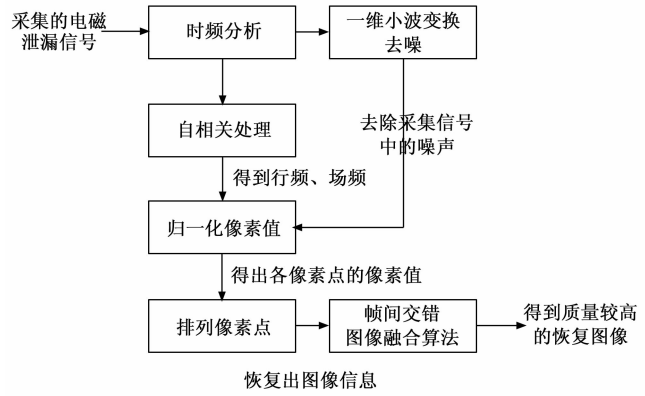 采集的电磁
泄漏信号
时频分析
一维小波变换
去噪
自相关处理
去除采集信号
中的噪声
得到行频、场频
归一化像素值
得出各像素点的像素值
排列像素点
帧间交错
图像融合算法
得到质量较高
的恢复图像
恢复出图像信息